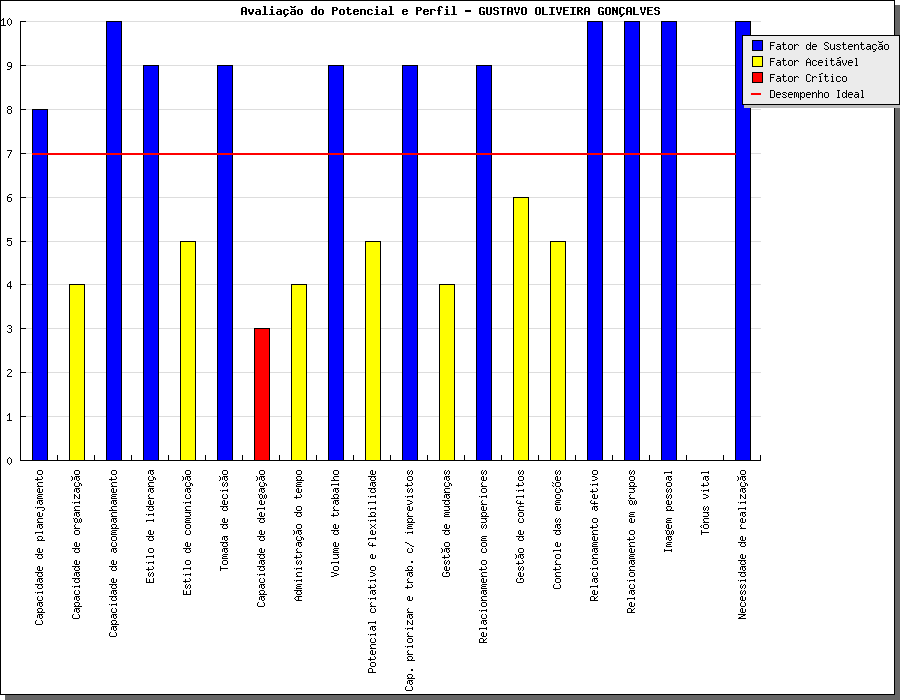 Avaliação do Potencial e Perfil - GUSTAVO OLIVEIRA GONÇALVES
Fator de Sustentação
Fator Aceitável
Fator Crítico
Desempenho Ideal
10
9
8
7
6
5
4
3
2
1
0
Capacidade de planejamento
Capacidade de organização
Capacidade de acompanhamento
Estilo de liderança
Estilo de comunicação
Tomada de decisão
Capacidade de delegação
Administração do tempo
Volume de trabalho
Potencial criativo e flexibilidade
Cap. priorizar e trab. c/ imprevistos
Gestão de mudanças
Relacionamento com superiores
Gestão de conflitos
Controle das emoções
Relacionamento afetivo
Relacionamento em grupos
Imagem pessoal
Tônus vital
Necessidade de realização